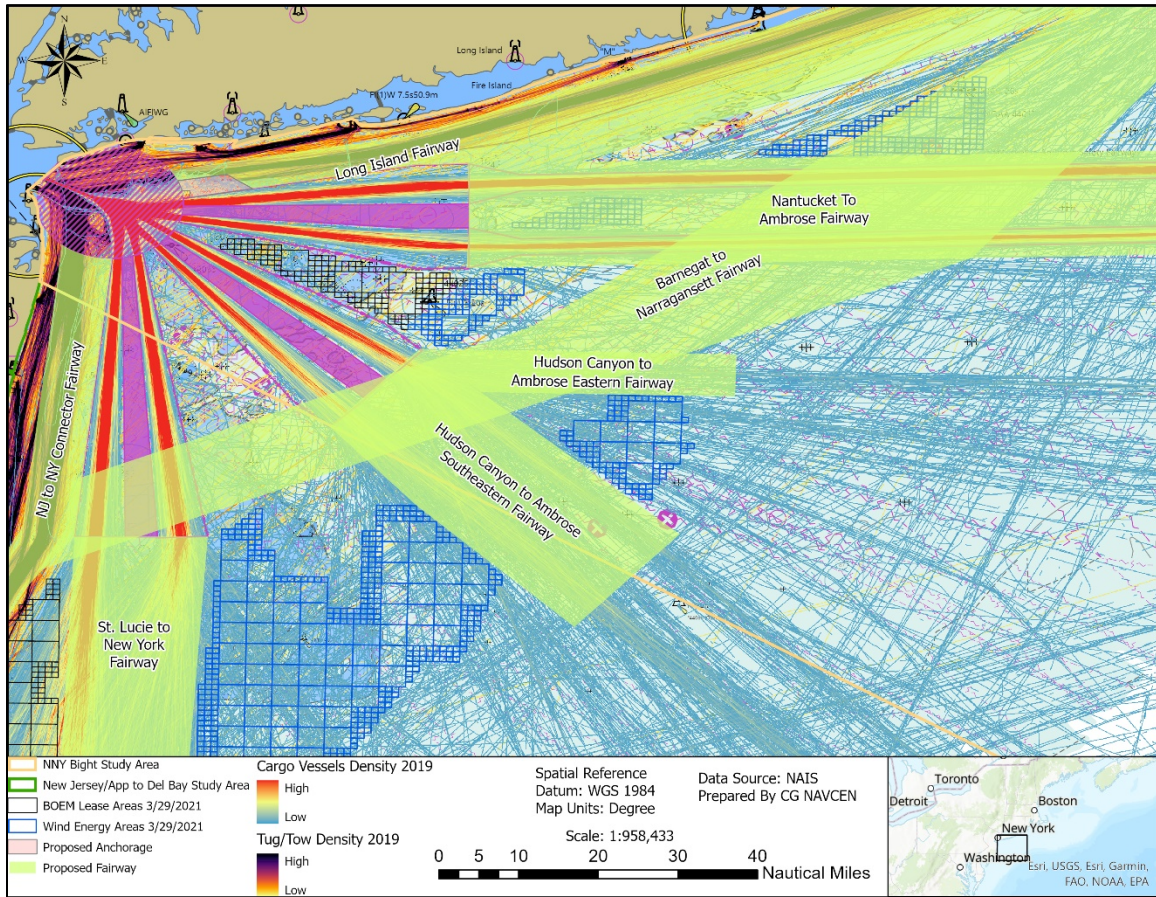 N
W
E
S
Long Island
"M"
Fire Island
Fl(1)W 7.5s50.9m
AlFlWG
Long Island Fairway
Nantucket To
Ambrose Fairway
Barnegat to
Narragansett Fairway
Hudson Canyon to
Ambrose Eastern Fairway
Hudson Canyon to Ambrose
Southeastern Fairway
NJ to NY Connector Fairway
St. Lucie to
New York
Fairway
NNY Bight Study Area
New Jersey/App to Del Bay Study Area
BOEM Lease Areas 3/29/2021
Wind Energy Areas 3/29/2021
Proposed Anchorage
Proposed Fairway
Cargo Vessels Density 2019
High
Low
Tug/Tow Density 2019
High
Low
Spatial Reference
Datum: WGS 1984
Map Units: Degree
Scale: 1:958,433
Data Source: NAIS
Prepared By CG NAVCEN
0 5 10 20 30 40
Nautical Miles
Toronto
Detroit
Boston
New York
Washington
Esri, USGS, Esri, Garmin,
FAO, NOAA, EPA